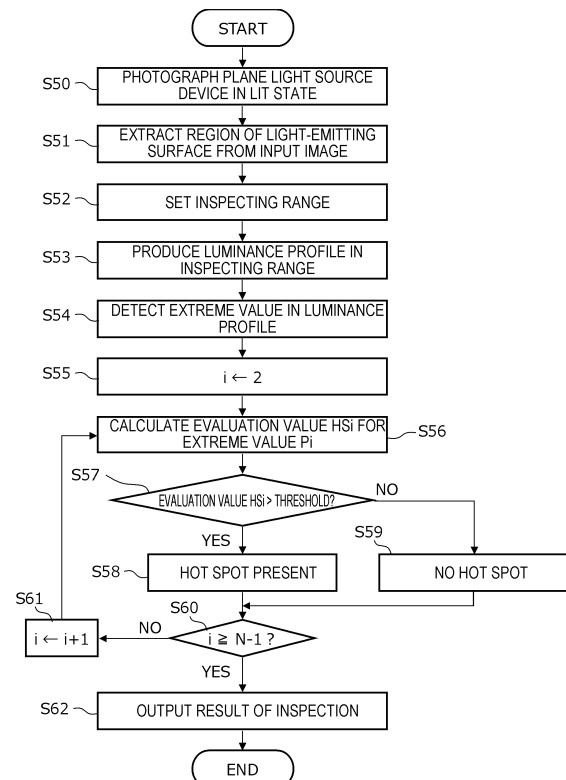 START
S50
PHOTOGRAPH PLANE LIGHT SOURCE
DEVICE IN LIT STATE
S51
EXTRACT REGION OF LIGHT-EMITTING
SURFACE FROM INPUT IMAGE
S52
SET INSPECTING RANGE
S53
PRODUCE LUMINANCE PROFILE IN
INSPECTING RANGE
S54
DETECT EXTREME VALUE IN LUMINANCE
PROFILE
S55
i ← 2
CALCULATE EVALUATION VALUE HSi FOR
EXTREME VALUE Pi
S56
S57
EVALUATION VALUE HSi > THRESHOLD?
NO
YES
S58
HOT SPOT PRESENT
S59
NO HOT SPOT
S60
i ≧ N-1 ?
NO
S61
i ← i+1
YES
S62
OUTPUT RESULT OF INSPECTION
END